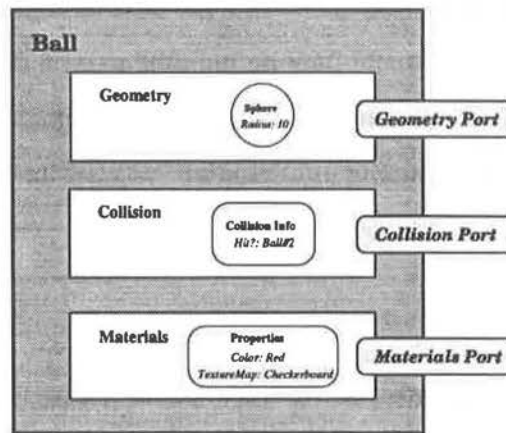 Ball
Geometry
Sphere
Radius: 10
Geometry Port
Collision
Collision Info
Hit?: Ball#2
Collision Port
Materials
Properties
Color: Red
TextureMap: Checkerboard
Materials Port